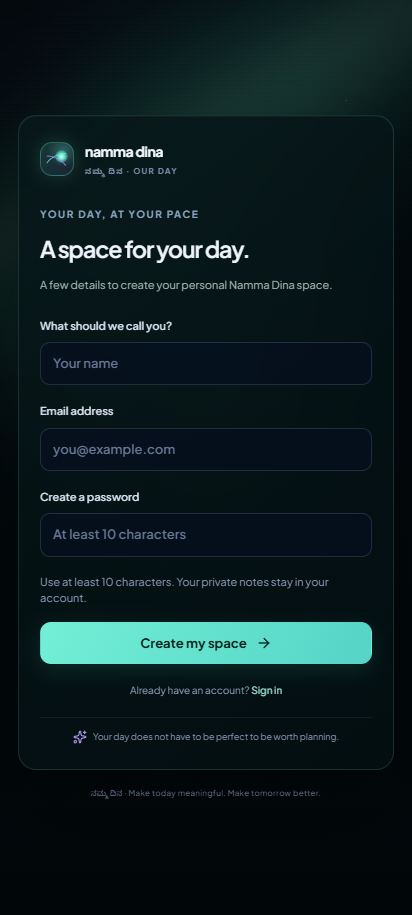 namma dina
ನಮ್ಮ ದಿನ · OUR DAY
YOUR DAY, AT YOUR PACE
A space for your day.
A few details to create your personal Namma Dina space.
What should we call you?
Your name
Email address
you@example.com
Create a password
At least 10 characters
Use at least 10 characters. Your private notes stay in your
account.
Create my space →
Already have an account? Sign in
Your day does not have to be perfect to be worth planning.
ನಮ್ಮ ದಿನ · Make today meaningful. Make tomorrow better.